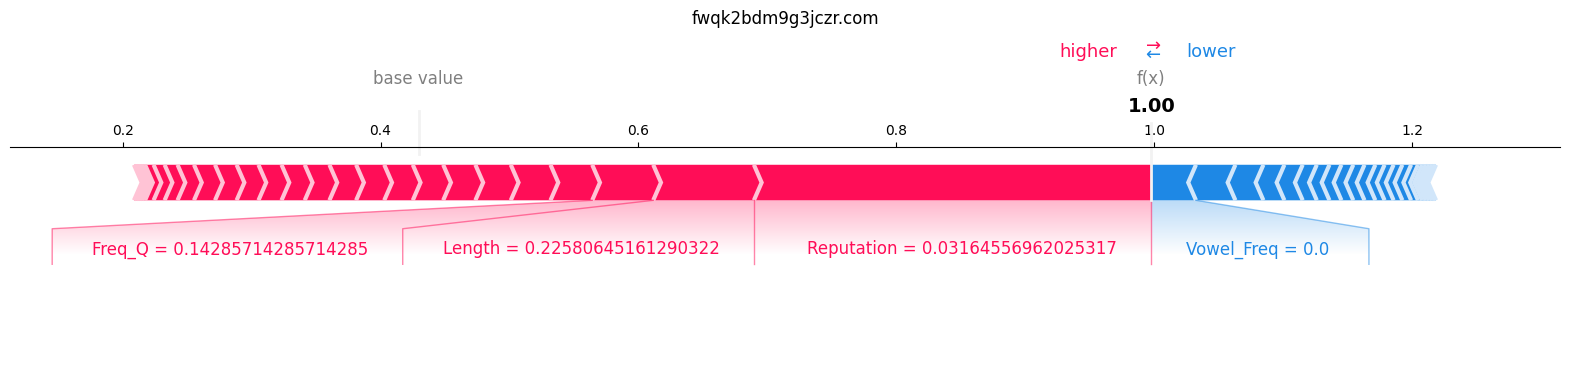 fwqk2bdm9g3jczr.com
higher → ← lower
base value f(x)
1.00
0.2 0.4 0.6 0.8 1.0 1.2
Freq_Q = 0.14285714285714285 Length = 0.22580645161290322 Reputation = 0.03164556962025317 Vowel_Freq = 0.0